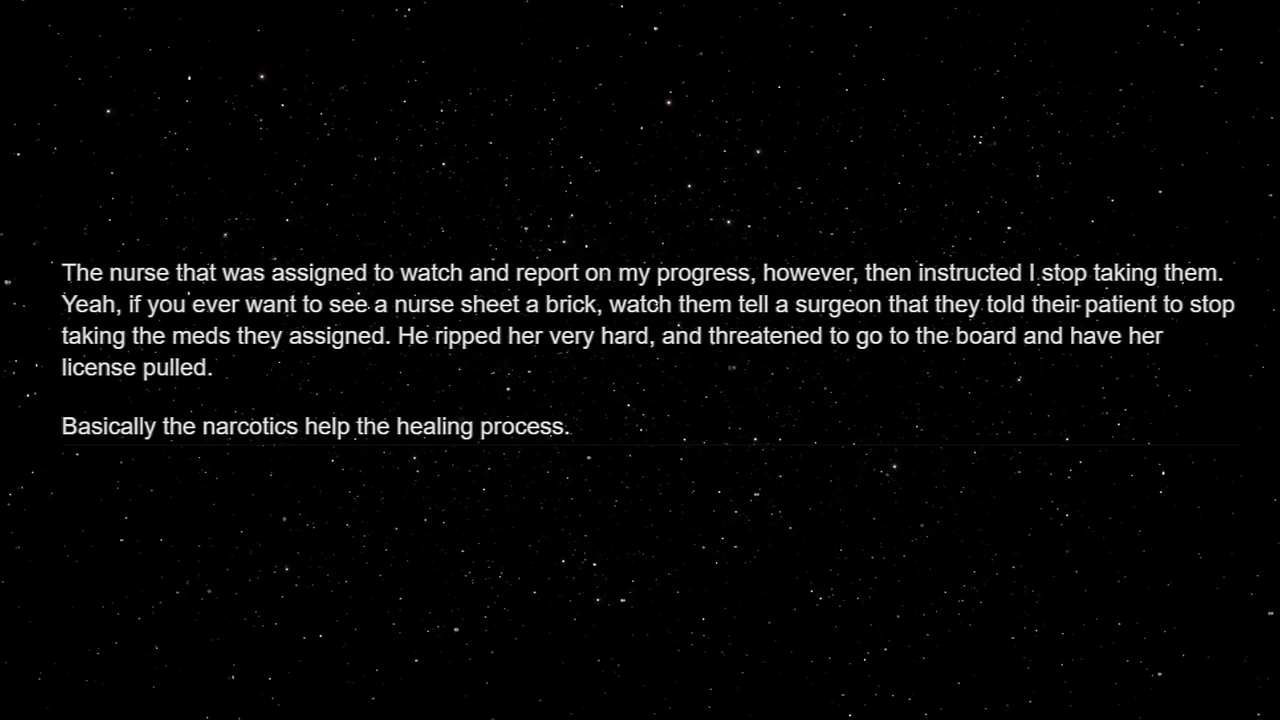 The nurse that was assigned to watch and report on my progress, however, then instructed I stop taking them.
Yeah, if you ever want to see a nurse sheet a brick, watch them tell a surgeon that they told their patient to stop
taking the meds they assigned. He ripped her very hard, and threatened to go to the board and have her
license pulled.
Basically the narcotics help the healing process.